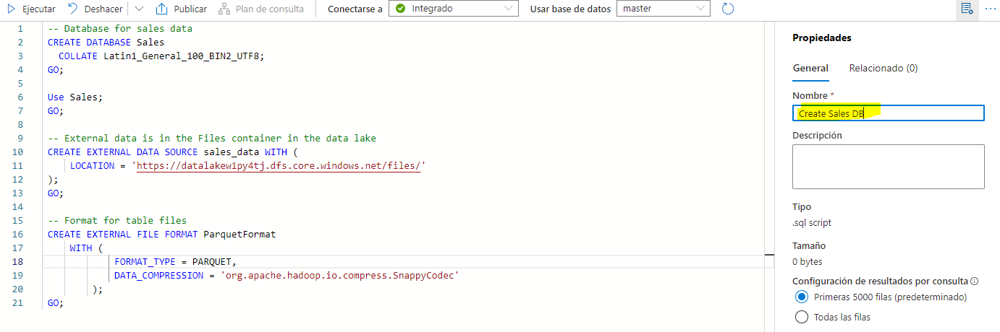 Ejecutar Deshacer Publicar Plan de consulta Conectarse a Integrado Usar base de datos master
1 -- Database for sales data
2 CREATE DATABASE Sales
3 COLLATE Latin1_General_100_BIN2_UTF8;
4 GO;
5
6 Use Sales;
7 GO;
8
9 -- External data is in the Files container in the data lake
10 CREATE EXTERNAL DATA SOURCE sales_data WITH (
11 LOCATION = 'https://datalakew1py4tj.dfs.core.windows.net/files/'
12 );
13 GO;
14
15 -- Format for table files
16 CREATE EXTERNAL FILE FORMAT ParquetFormat
17 WITH (
18 FORMAT_TYPE = PARQUET,
19 DATA_COMPRESSION = 'org.apache.hadoop.io.compress.SnappyCodec'
20 );
21 GO;
Propiedades
General Relacionado (0)
Nombre *
Create Sales DB
Descripción
Tipo
.sql script
Tamaño
0 bytes
Configuración de resultados por consulta
Primeras 5000 filas (predeterminado)
Todas las filas